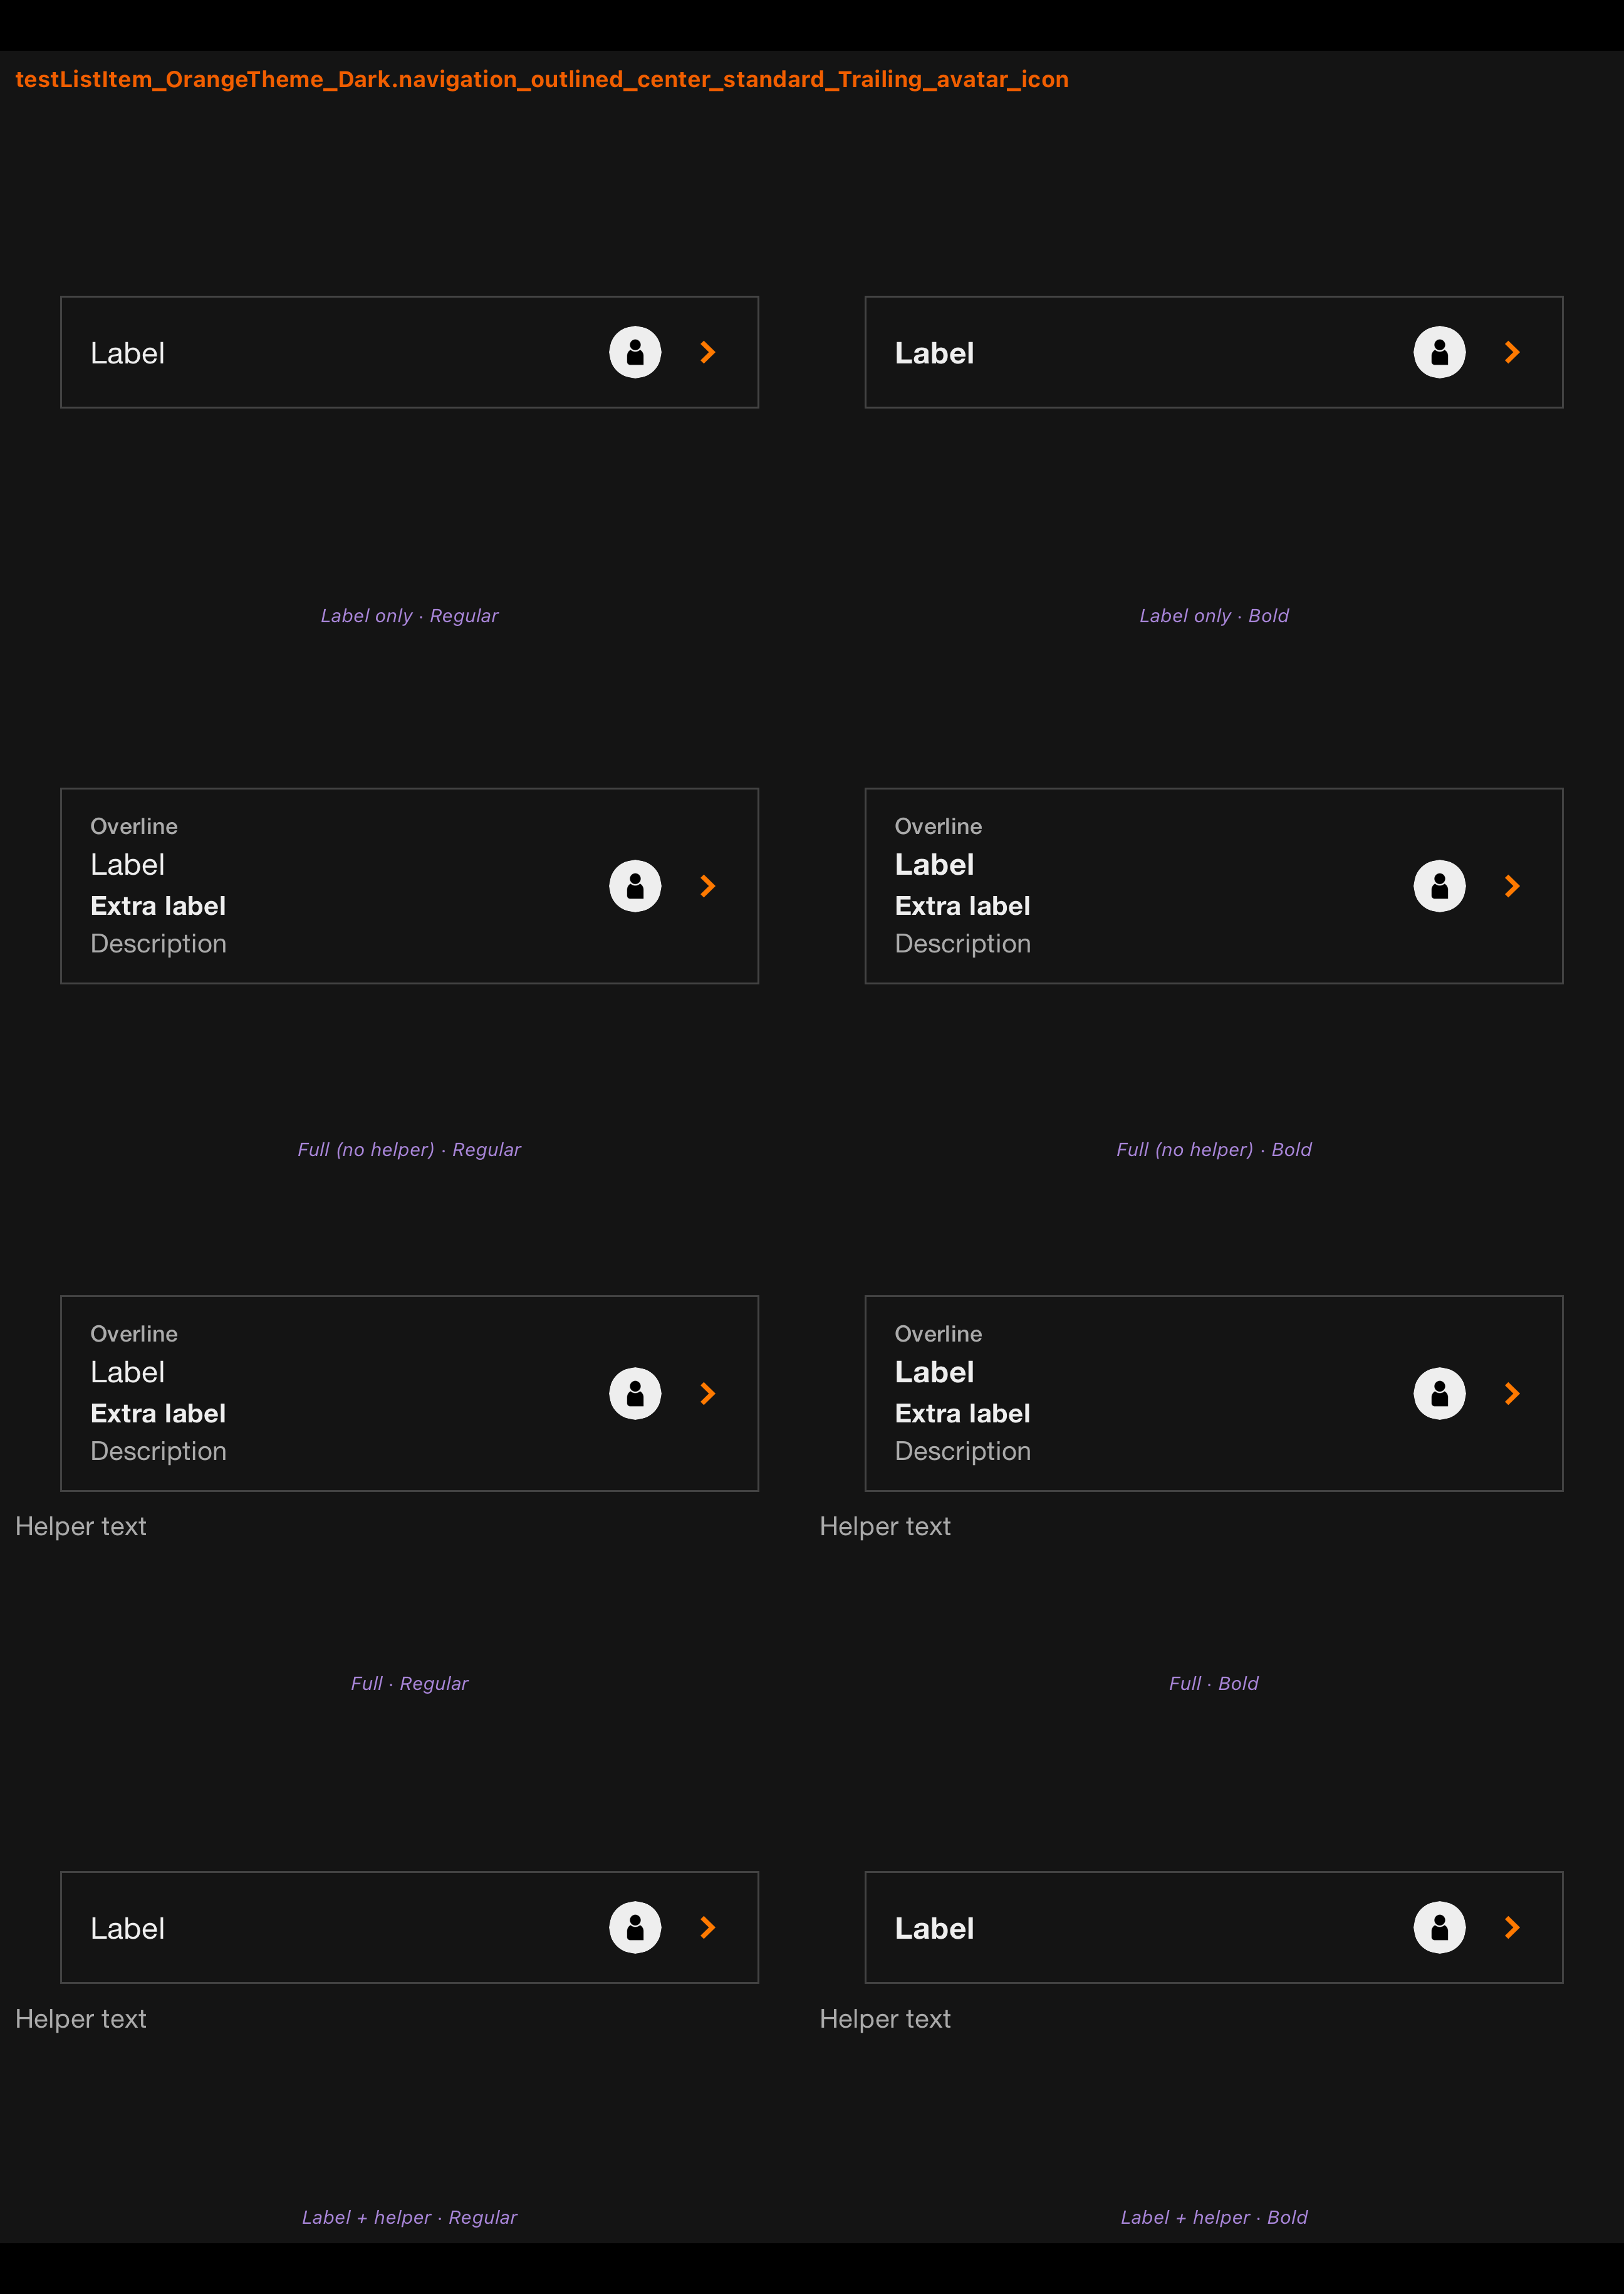 testListItem_OrangeTheme_Dark.navigation_outlined_center_standard_Trailing_avatar_icon
Label
Label
Label only · Regular
Label only · Bold
Overline
Label
Extra label
Description
Overline
Label
Extra label
Description
Full (no helper) · Regular
Full (no helper) · Bold
Overline
Label
Extra label
Description
Helper text
Overline
Label
Extra label
Description
Helper text
Full · Regular
Full · Bold
Label
Helper text
Label
Helper text
Label + helper · Regular
Label + helper · Bold